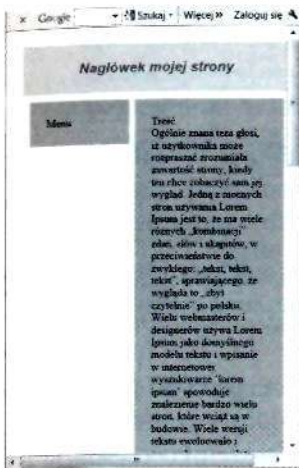 x Google Szukaj Więcej » Zaloguj się
Nagłówek mojej strony
Menu
Treść
Ogólnie znana teza głosi,
iż użytkownika może
rozpraszać zrozumiała
zawartość strony, kiedy
ten chce zobaczyć sam jej
wygląd. Jedną z mocnych
stron używania Lorem
Ipsum jest to, że ma wiele
różnych „kombinacji”
zdań, słów i akapitów, w
przeciwieństwie do
zwykłego: „tekst, tekst,
tekst”, sprawiającego, że
wygląda to „zbyt
czytelnie” po polsku.
Wielu webmasterów i
designerów używa Lorem
Ipsum jako domyślnego
modelu tekstu i wpisanie
w internetowej
wyszukiwarce ‘lorem
ipsum’ spowoduje
znalezienie bardzo wielu
stron, które wciąż są w
budowie. Wiele wersji
tekstu ewoluowało i